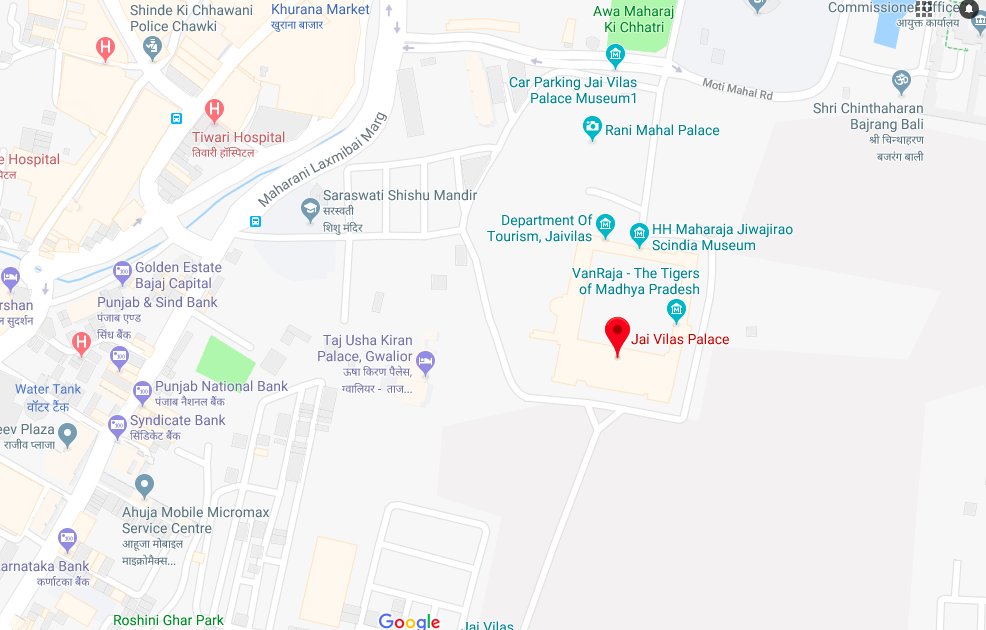 Shinde Ki Chhawani
Police Chawki
Khurana Market
खुराना बाजार
Awa Maharaj
Ki Chhatri
Commissioner Office
आयुक्त कार्यालय
H
Car Parking Jai Vilas
Palace Museum1
Moti Mahal Rd
H
Tiwari Hospital
तिवारी हॉस्पिटल
Rani Mahal Palace
Shri Chinthaharan
Bajrang Bali
श्री चिन्थाहरण
बजरंग बाली
e Hospital
पिटल
Maharani Laxmibai Marg
Saraswati Shishu Mandir
सरस्वती
शिशु मंदिर
Department Of
Tourism, Jaivilas
HH Maharaja Jiwajirao
Scindia Museum
Golden Estate
Bajaj Capital
VanRaja - The Tigers
of Madhya Pradesh
arshan
न सुदर्शन
Punjab & Sind Bank
पंजाब एण्ड
सिंध बैंक
H
Jai Vilas Palace
Taj Usha Kiran
Palace, Gwalior
ऊषा किरण पैलेस,
ग्वालियर - ताज...
Water Tank
वॉटर टैंक
Punjab National Bank
पंजाब नैशनल बैंक
Syndicate Bank
सिंडिकेट बैंक
eev Plaza
राजीव प्लाजा
Ahuja Mobile Micromax
Service Centre
आहूजा मोबाइल
माइक्रोमैक्स...
arnataka Bank
कर्णाटका बैंक
Roshini Ghar Park
Google
Jai Vilas